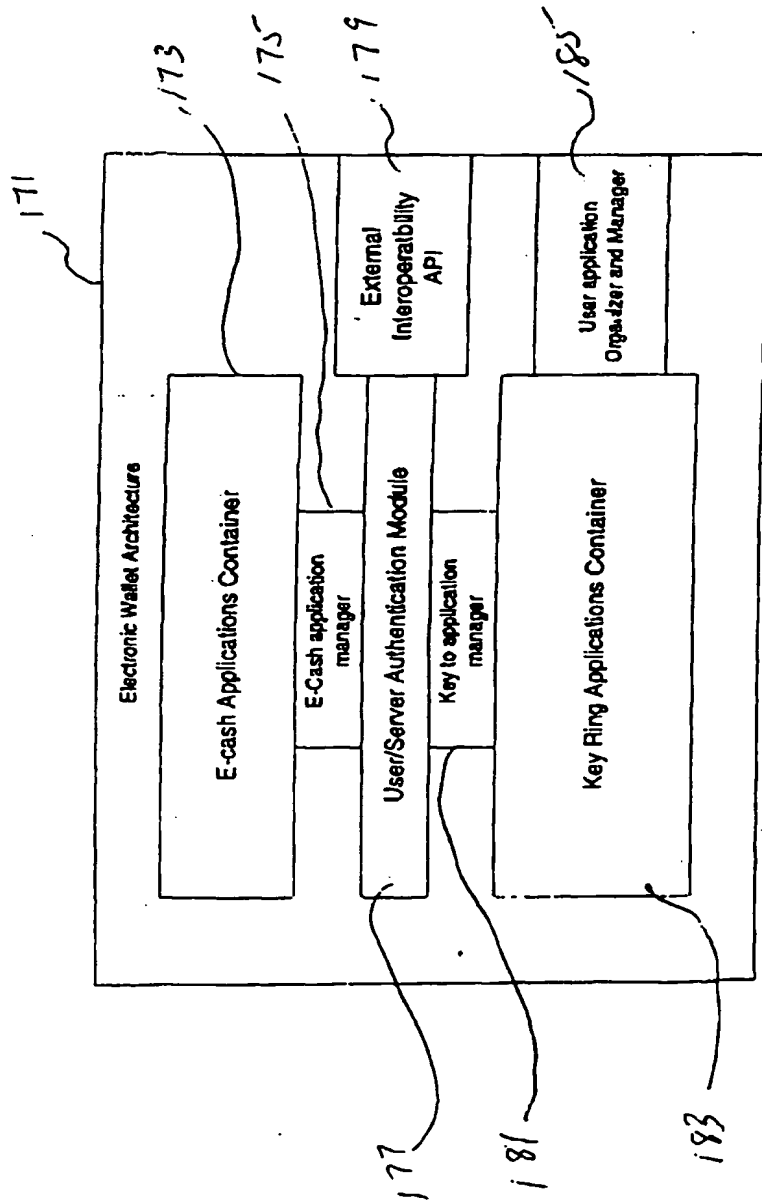 171
173
175
179
185
Electronic Wallet Architecture
E-cash Applications Container
E-Cash application
manager
User/Server Authentication Module
External
Interoperatbility
API
Key to application
manager
Key Ring Applications Container
User application
Organizer and Manager
177
181
183